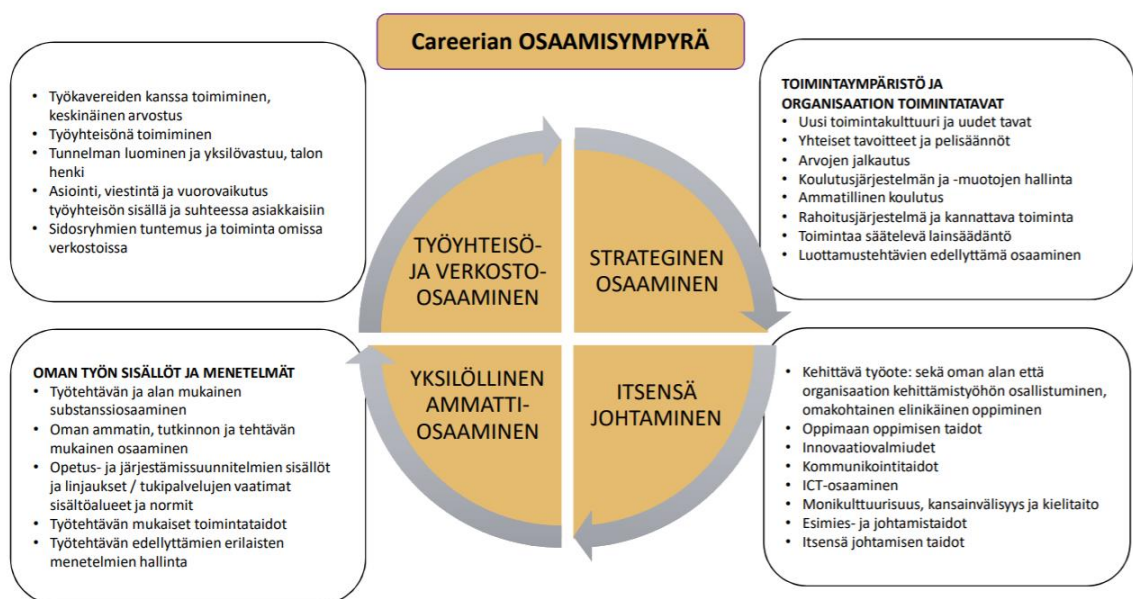 Careerian OSAAMISYMPYRÄ
• Työkavereiden kanssa toimiminen,
keskinäinen arvostus
• Työyhteisönä toimiminen
• Tunnelman luominen ja yksilövastuu, talon
henki
• Asiointi, viestintä ja vuorovaikutus
työyhteisön sisällä ja suhteessa asiakkaisiin
• Sidosryhmien tuntemus ja toiminta omissa
verkostoissa
TOIMINTAYMPÄRISTÖ JA
ORGANISAATION TOIMINTATAVAT
• Uusi toimintakulttuuri ja uudet tavat
• Yhteiset tavoitteet ja pelisäännöt
• Arvojen jalkautus
• Koulutusjärjestelmän ja -muotojen hallinta
• Ammatillinen koulutus
• Rahoitusjärjestelmä ja kannattava toiminta
• Toimintaa säätelevä lainsäädäntö
• Luottamustehtävien edellyttämä osaaminen
TYÖYHTEISÖ-
JA VERKOSTO-
OSAAMINEN
STRATEGINEN
OSAAMINEN
YKSILÖLLINEN
AMMATTI-
OSAAMINEN
ITSENSÄ
JOHTAMINEN
OMAN TYÖN SISÄLLÖT JA MENETELMÄT
• Työtehtävän ja alan mukainen
substanssiosaaminen
• Oman ammatin, tutkinnon ja tehtävän
mukainen osaaminen
• Opetus- ja järjestämissuunnitelmien sisällöt
ja linjaukset / tukipalvelujen vaatimat
sisältöalueet ja normit
• Työtehtävän mukaiset toimintataidot
• Työtehtävän edellyttämien erilaisten
menetelmien hallinta
• Kehittävä työote: sekä oman alan että
organisaation kehittämistyöhön osallistuminen,
omakohtainen elinikäinen oppiminen
• Oppimaan oppimisen taidot
• Innovaatiovalmiudet
• Kommunikointitaidot
• ICT-osaaminen
• Monikulttuurisuus, kansainvälisyys ja kielitaito
• Esimies- ja johtamistaidot
• Itsensä johtamisen taidot